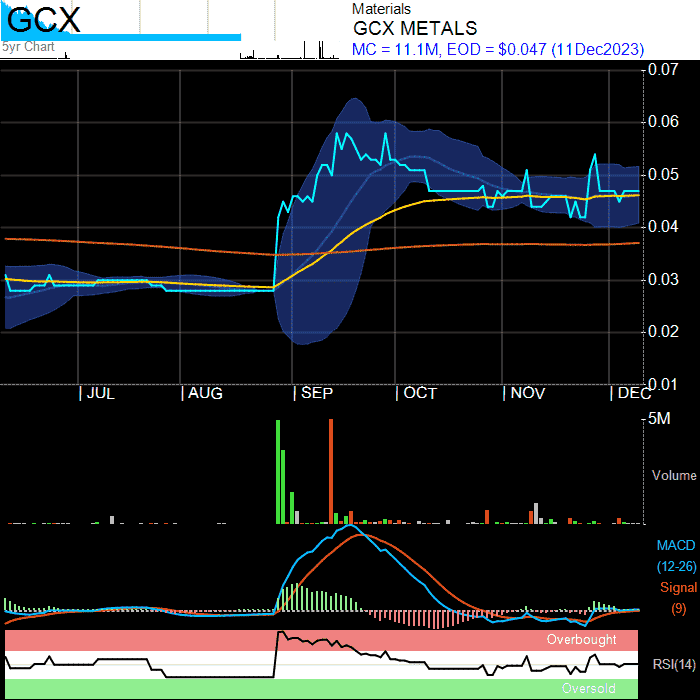 GCX
5yr Chart
Materials
GCX METALS
MC = 11.1M, EOD = $0.047 (11Dec2023)
0.07
0.06
0.05
0.04
0.03
0.02
0.01
| JUL | AUG | SEP | OCT | NOV | DEC
5M
Volume
MACD
(12-26)
Signal
(9)
Overbought
RSI(14)
Oversold